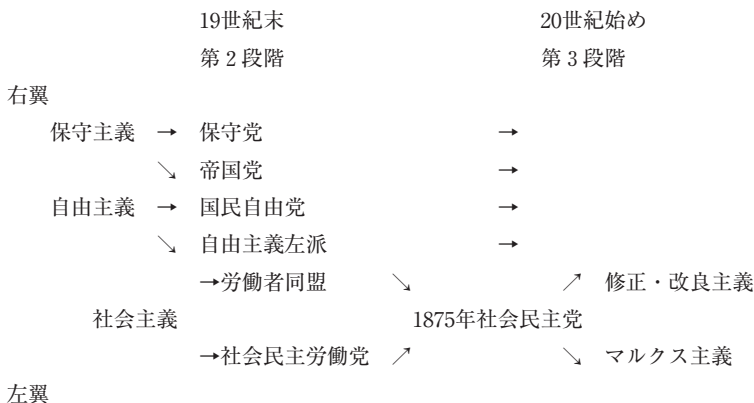 19世紀末 20世紀始め
第2段階 第3段階
右翼
保守主義 → 保守党 →
↘ 帝国党 →
自由主義 → 国民自由党 →
↘ 自由主義左派 →
→労働者同盟 ↘ ↗ 修正・改良主義
社会主義 1875年社会民主党
→社会民主労働党 ↗ ↘ マルクス主義
左翼